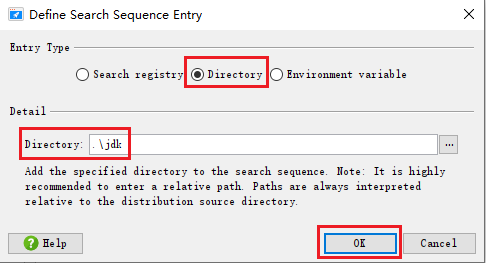 Define Search Sequence Entry
Entry Type
Search registry Directory Environment variable
Detail
Directory: .\jdk ...
Add the specified directory to the search sequence. Note: It is highly
recommended to enter a relative path. Paths are always interpreted
relative to the distribution source directory.
? Help OK Cancel